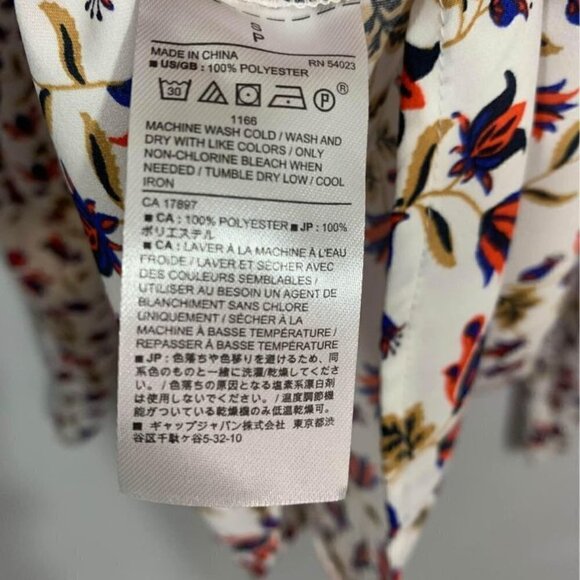 MADE IN CHINA RN 54023
■ US/GB : 100% POLYESTER
30 P ®
1166
MACHINE WASH COLD / WASH AND
DRY WITH LIKE COLORS / ONLY
NON-CHLORINE BLEACH WHEN
NEEDED / TUMBLE DRY LOW / COOL
IRON
CA 17897
■ CA : 100% POLYESTER ■ JP : 100%
ポリエステル
■ CA : LAVER À LA MACHINE À L'EAU
FROIDE / LAVER ET SÉCHER AVEC
DES COULEURS SEMBLABLES /
UTILISER AU BESOIN UN AGENT DE
BLANCHIMENT SANS CHLORE
UNIQUEMENT / SÉCHER À LA
MACHINE À BASSE TEMPÉRATURE /
REPASSER À BASSE TEMPÉRATURE
■ JP : 色落ちや色移りを避けるため、同
色系のものと一緒に洗濯/乾燥してくだ
さい。/ 色落ちの原因となる塩素系漂白剤
は使用しないでください / 温度調節機
能がついている乾燥機のみ低温乾燥可。
■ ギャップジャパン株式会社 東京都渋
谷区千駄ヶ谷5-32-10